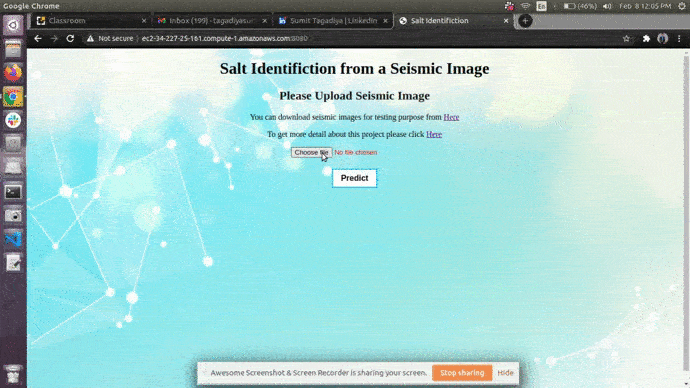 Google Chrome
En
(46%)
Feb 8 12:05 PM
Classroom
Inbox (199) - tagadiyasum
Sumit Tagadiya | LinkedIn
Salt Identifiction
Not secure
ec2-34-227-25-161.compute-1.amazonaws.com:8080
Salt Identifiction from a Seismic Image
Please Upload Seismic Image
You can download seismic images for testing purpose from Here
To get more detail about this project please click Here
Choose file No file chosen
Predict
Awesome Screenshot & Screen Recorder is sharing your screen.
Stop sharing
Hide